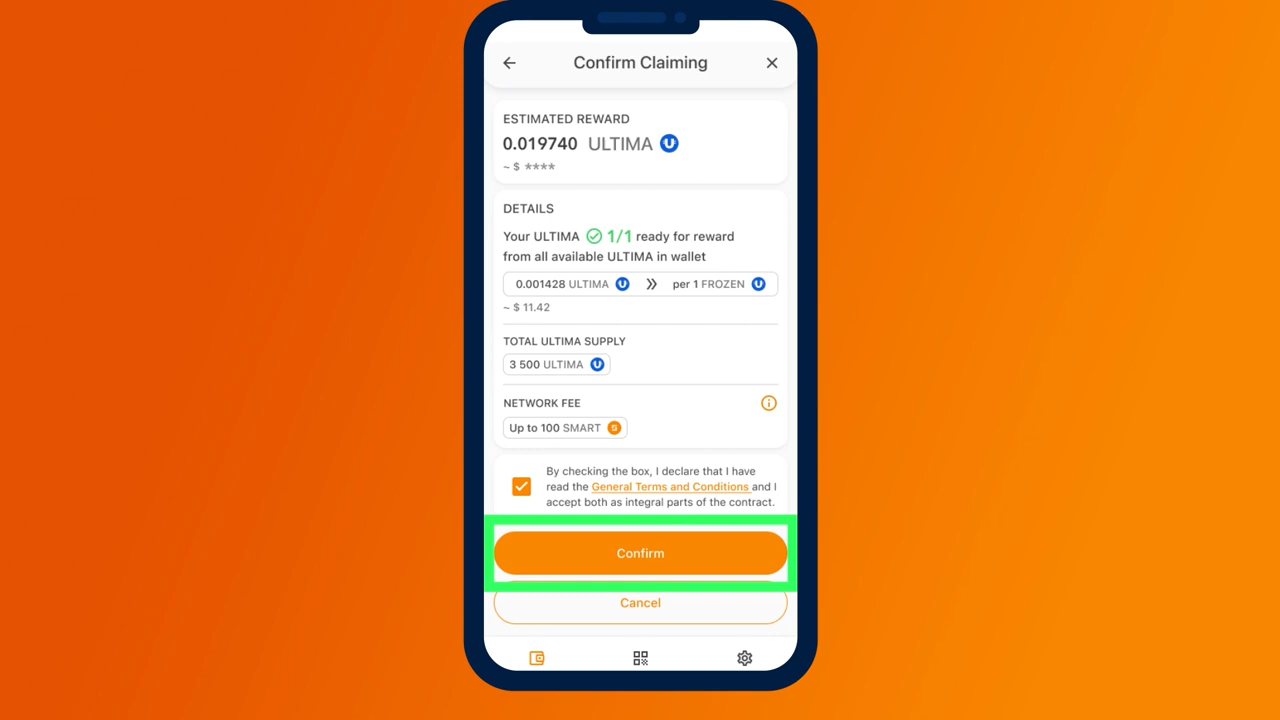 Confirm Claiming
ESTIMATED REWARD
0.019740 ULTIMA
~ $ ****
DETAILS
Your ULTIMA 1/1 ready for reward
from all available ULTIMA in wallet
0.001428 ULTIMA » per 1 FROZEN
~ $ 11.42
TOTAL ULTIMA SUPPLY
3 500 ULTIMA
NETWORK FEE
Up to 100 SMART
By checking the box, I declare that I have
read the General Terms and Conditions and I
accept both as integral parts of the contract.
Confirm
Cancel